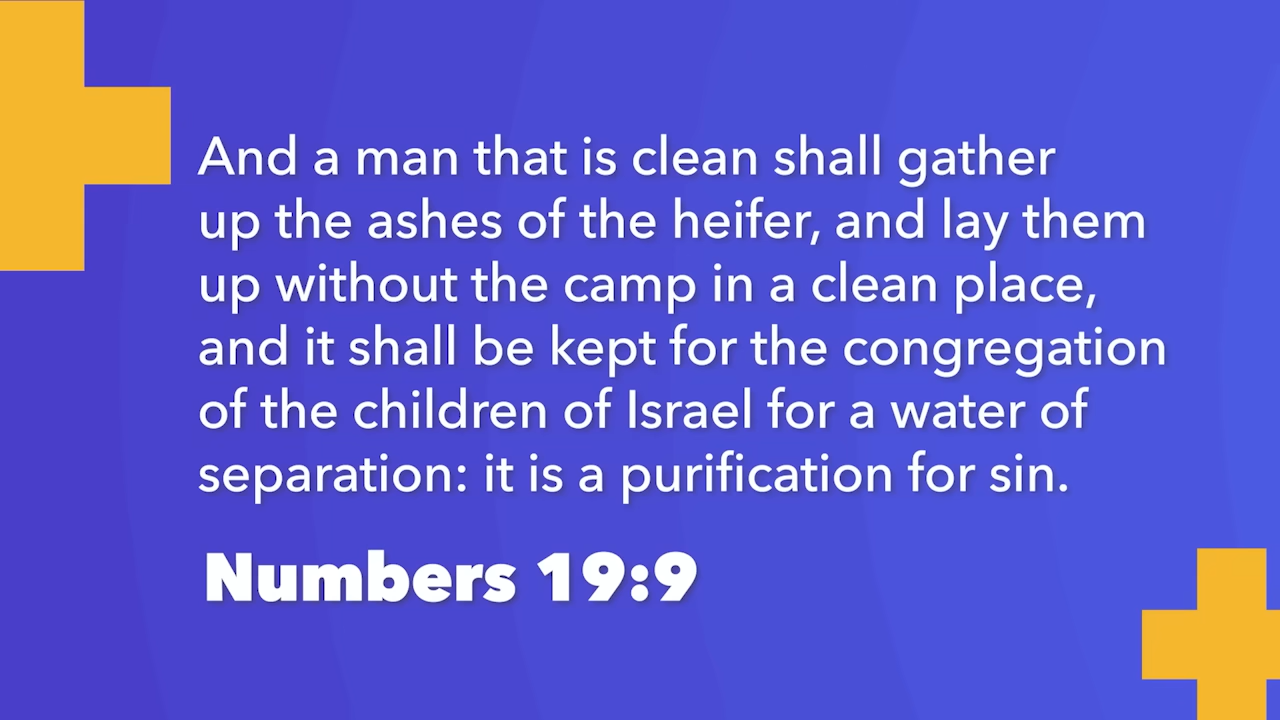 And a man that is clean shall gather
up the ashes of the heifer, and lay them
up without the camp in a clean place,
and it shall be kept for the congregation
of the children of Israel for a water of
separation: it is a purification for sin.
Numbers 19:9